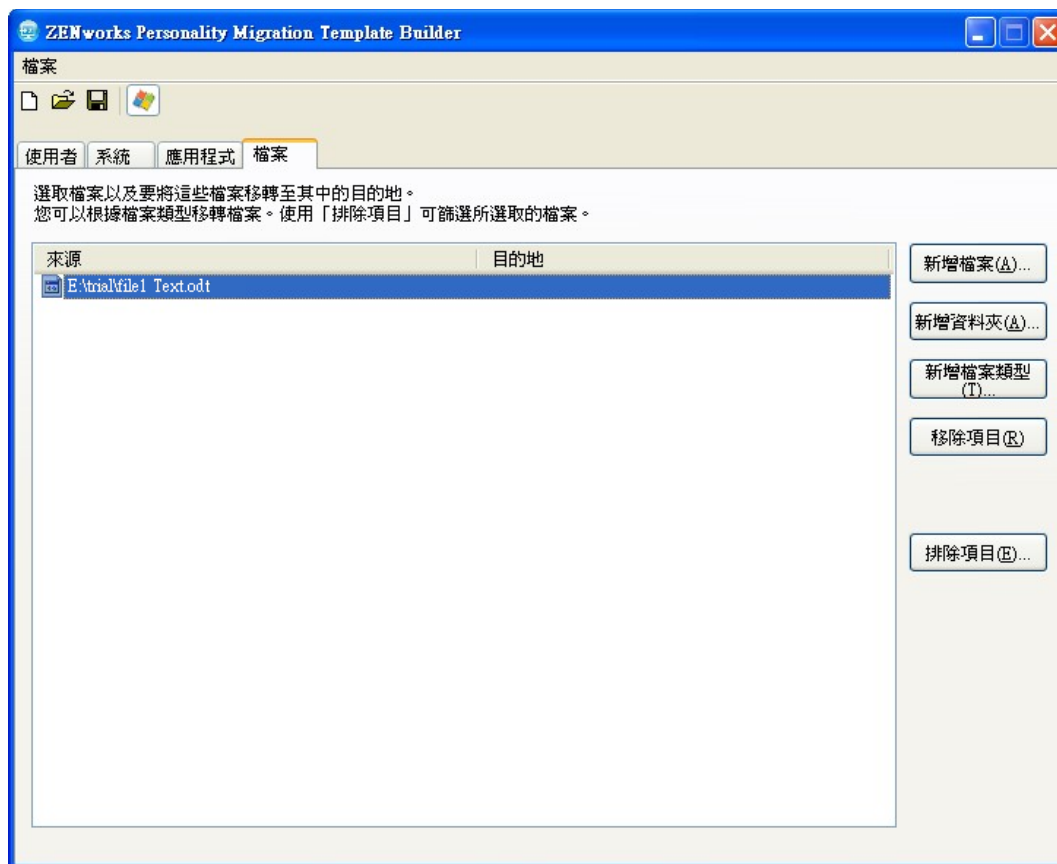 ZENworks Personality Migration Template Builder
檔案
使用者 系統 應用程式 檔案
選取檔案以及要將這些檔案移轉至其中的目的地。
您可以根據檔案類型移轉檔案。使用「排除項目」可篩選所選取的檔案。
來源 目的地
E:\trial\file1 Text.odt
新增檔案(A)...
新增資料夾(A)...
新增檔案類型
(T)...
移除項目(R)
排除項目(E)...